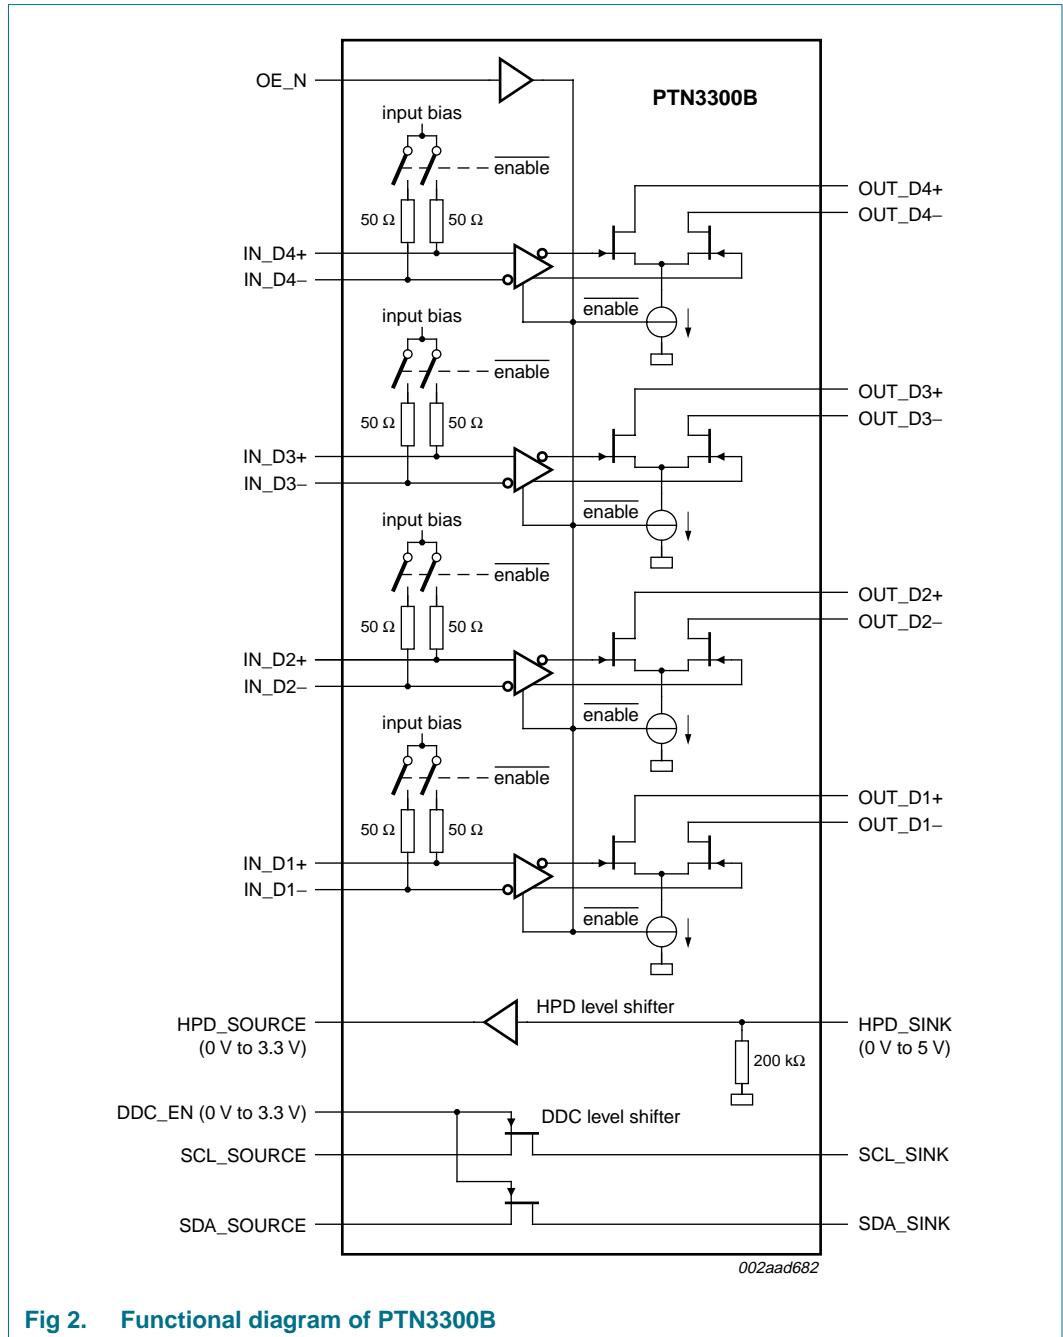 OE_N
PTN3300B
input bias
enable
OUT_D4+
OUT_D4−
50 Ω 50 Ω
IN_D4+
IN_D4−
enable
input bias
enable
OUT_D3+
OUT_D3−
50 Ω 50 Ω
IN_D3+
IN_D3−
enable
input bias
enable
OUT_D2+
OUT_D2−
50 Ω 50 Ω
IN_D2+
IN_D2−
enable
input bias
enable
OUT_D1+
OUT_D1−
50 Ω 50 Ω
IN_D1+
IN_D1−
enable
HPD level shifter
HPD_SOURCE
(0 V to 3.3 V)
HPD_SINK
(0 V to 5 V)
200 kΩ
DDC_EN (0 V to 3.3 V)
DDC level shifter
SCL_SOURCE
SCL_SINK
SDA_SOURCE
SDA_SINK
002aad682
Fig 2. Functional diagram of PTN3300B